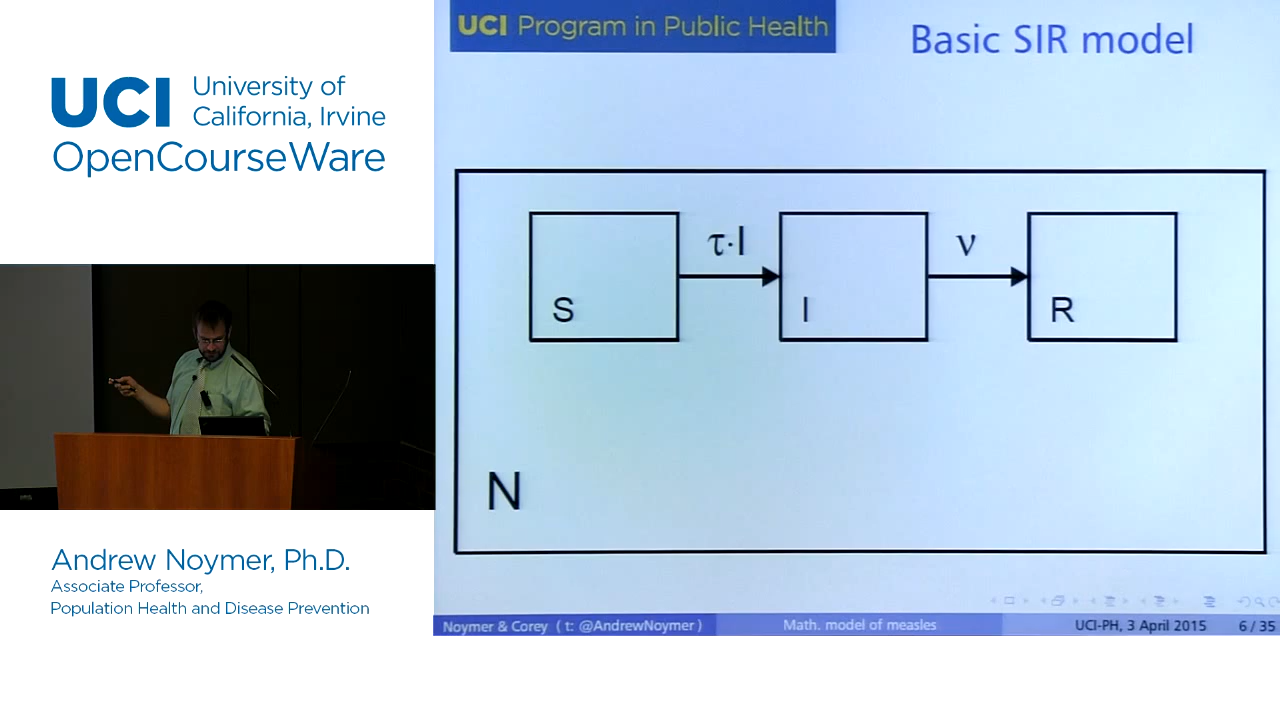 UCI University of
California, Irvine
OpenCourseWare
Andrew Noymer, Ph.D.
Associate Professor,
Population Health and Disease Prevention
UCI Program in Public Health
Basic SIR model
τ·I
ν
S
I
R
N
Noymer & Corey ( t: @AndrewNoymer )
Math. model of measles
UCI-PH, 3 April 2015
6 / 35